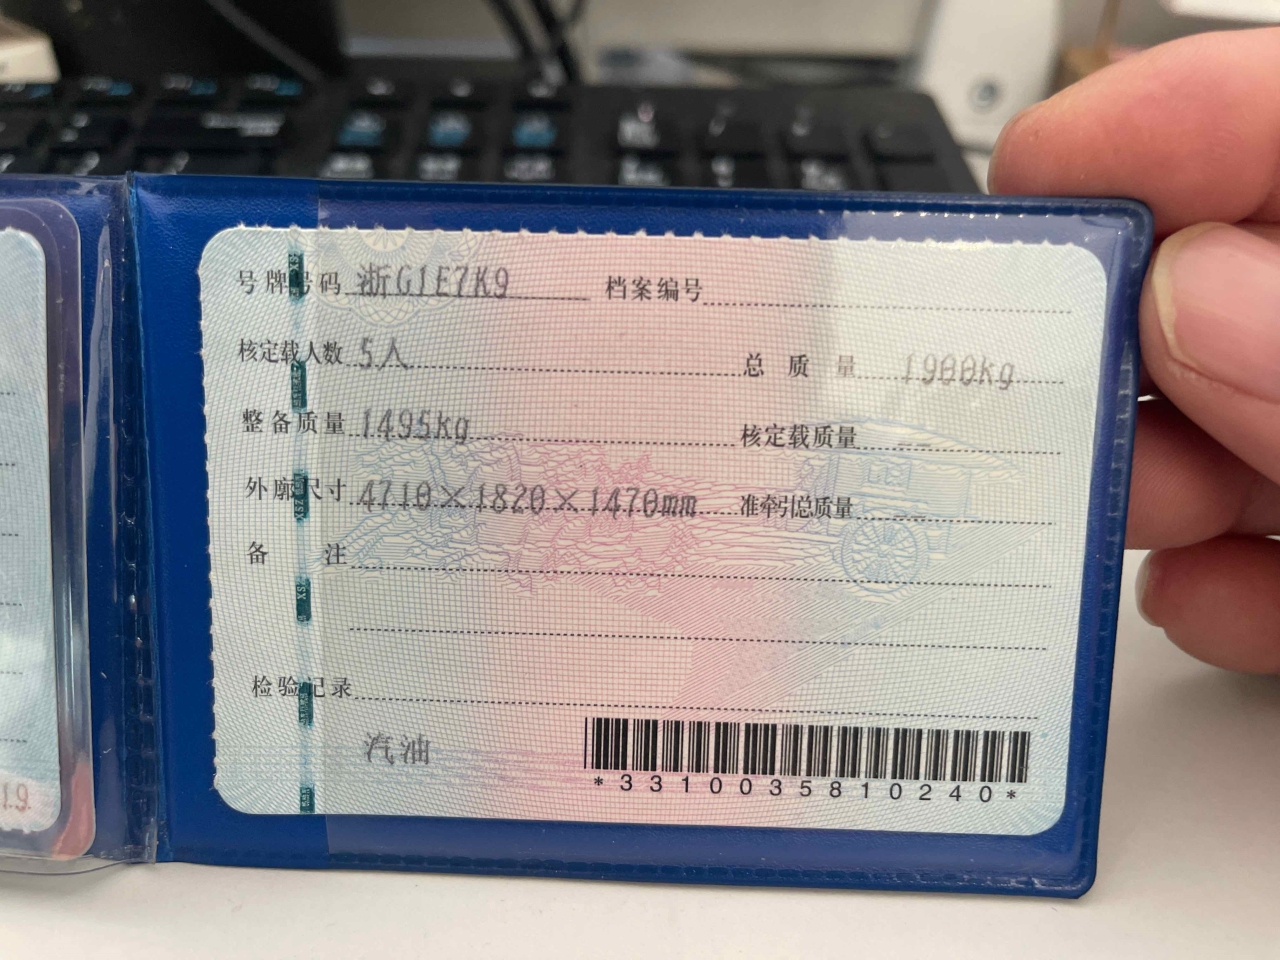 号牌号码 浙G1E7K9 档案编号
核定载人数 5人 总质量 1900kg
整备质量 1495kg 核定载质量 --
外廓尺寸 4710×1820×1470mm 准牵引总质量 --
备注
检验记录
汽油
*331003581 0240*